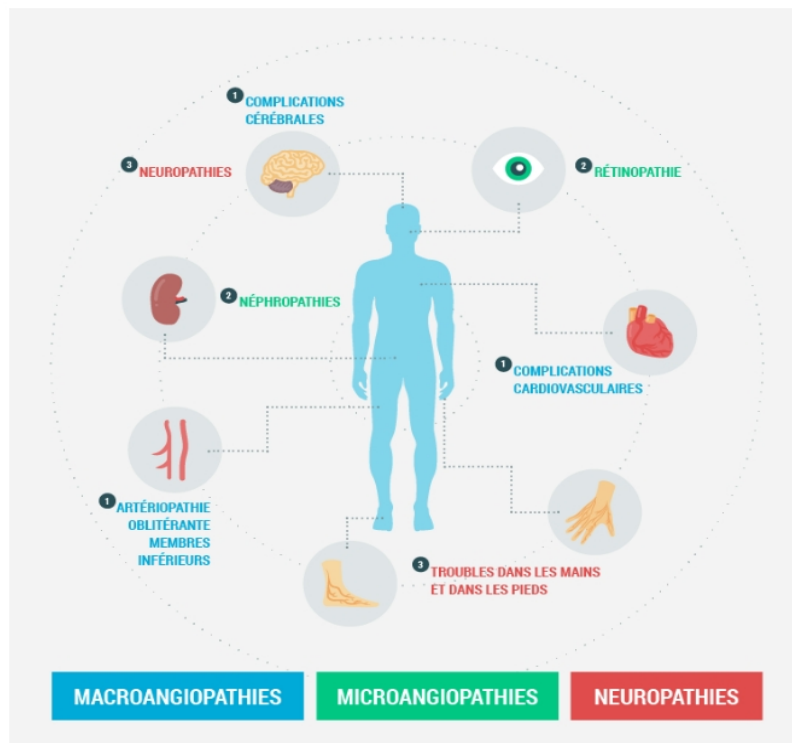 1 COMPLICATIONS
CÉRÉBRALES
3 NEUROPATHIES
2 RÉTINOPATHIE
2 NÉPHROPATHIES
1 COMPLICATIONS
CARDIOVASCULAIRES
1 ARTÉRIOPATHIE
OBLITÉRANTE
MEMBRES
INFÉRIEURS
3 TROUBLES DANS LES MAINS
ET DANS LES PIEDS
MACROANGIOPATHIES
MICROANGIOPATHIES
NEUROPATHIES